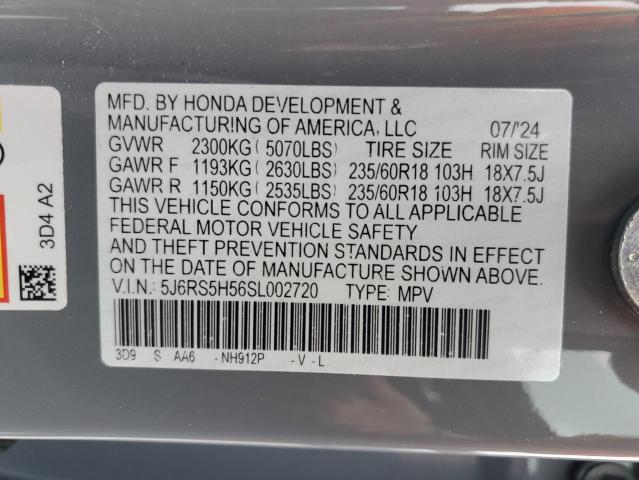 MFD. BY HONDA DEVELOPMENT &
MANUFACTURING OF AMERICA, LLC 07/'24
GVWR 2300KG ( 5070LBS) TIRE SIZE RIM SIZE
GAWR F 1193KG ( 2630LBS) 235/60R18 103H 18X7.5J
GAWR R 1150KG ( 2535LBS) 235/60R18 103H 18X7.5J
THIS VEHICLE CONFORMS TO ALL APPLICABLE
FEDERAL MOTOR VEHICLE SAFETY
AND THEFT PREVENTION STANDARDS IN EFFECT
ON THE DATE OF MANUFACTURE SHOWN ABOVE.
V.I.N.: 5J6RS5H56SL002720 TYPE: MPV
3D9 S AA6 -NH912P -V-L
3D4 A2